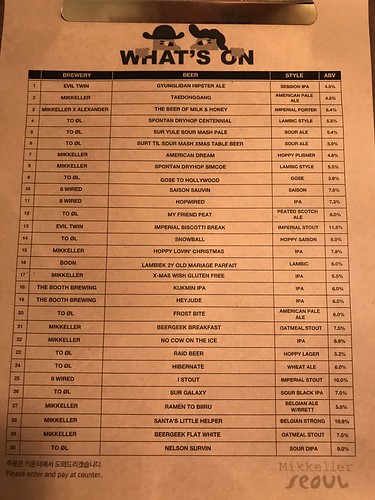 WHAT'S ON
BREWERY BEER STYLE ABV
1 EVIL TWIN GYUNGLIDAN HIPSTER ALE SESSION IPA 4.5%
2 MIKKELLER TAEDONGGANG AMERICAN PALE ALE 4.5%
3 MIKKELLER X ALEXANDER THE BEER OF MILK & HONEY IMPERIAL PORTER 8.4%
4 TO ØL SPONTAN DRYHOP CENTENNIAL LAMBIC STYLE 5.5%
5 TO ØL SUR YULE SOUR MASH PALE SOUR ALE 5.4%
6 TO ØL SURT TIL SOUR MASH XMAS TABLE BEER SOUR ALE 5.0%
7 MIKKELLER AMERICAN DREAM HOPPY PILSNER 4.6%
8 MIKKELLER SPONTAN DRYHOP SIMCOE LAMBIC STYLE 5.5%
9 TO ØL GOSE TO HOLLYWOOD GOSE 3.8%
10 8 WIRED SAISON SAUVIN SAISON 7.0%
11 8 WIRED HOPWIRED IPA 7.3%
12 TO ØL MY FRIEND PEAT PEATED SCOTCH ALE 8.0%
13 EVIL TWIN IMPERIAL BISCOTTI BREAK IMPERIAL STOUT 11.5%
14 TO ØL SNOWBALL HOPPY SAISON 8.0%
15 MIKKELLER HOPPY LOVIN' CHRISTMAS IPA 7.8%
16 BOON LAMBIEK 2Y OLD MARIAGE PARFAIT LAMBIC 6.0%
17 MIKKELLER X-MAS WISH GLUTEN FREE IPA 5.5%
18 THE BOOTH BREWING KUKMIN IPA IPA 6.0%
19 THE BOOTH BREWING HEYJUDE IPA 6.0%
20 TO ØL FROST BITE AMERICAN PALE ALE 6.0%
21 MIKKELLER BEERGEEK BREAKFAST OATMEAL STOUT 7.5%
22 MIKKELLER NO COW ON THE ICE IPA 6.9%
23 TO ØL RAID BEER HOPPY LAGER 5.2%
24 TO ØL HIBERNATE WHEAT ALE 6.0%
25 8 WIRED I STOUT IMPERIAL STOUT 10.0%
26 TO ØL SUR GALAXY SOUR BLACK IPA 7.0%
27 MIKKELLER RAMEN TO BIIRU BELGIAN ALE W/BRETT 5.0%
28 MIKKELLER SANTA'S LITTLE HELPER BELGIAN STRONG 10.9%
29 MIKKELLER BEERGEEK FLAT WHITE OATMEAL STOUT 7.5%
30 TO ØL NELSON SURVIN SOUR DIPA 9.0%
주문은 카운터에서 도와드리겠습니다.
Please order and pay at counter.
Mikkeller
SEOUL